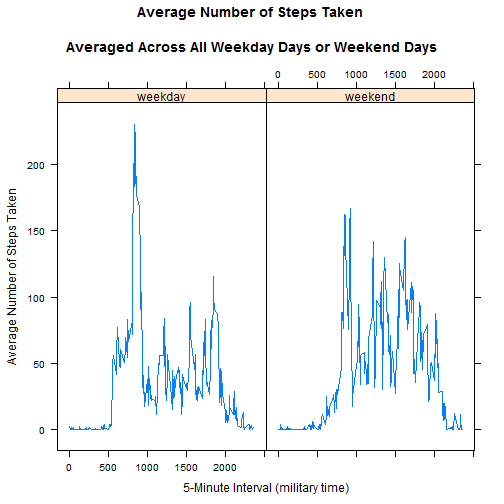 Average Number of Steps Taken
Averaged Across All Weekday Days or Weekend Days
0 500 1000 2000
weekday weekend
200
150
100
50
0
Average Number of Steps Taken
0 500 1000 2000
5-Minute Interval (military time)